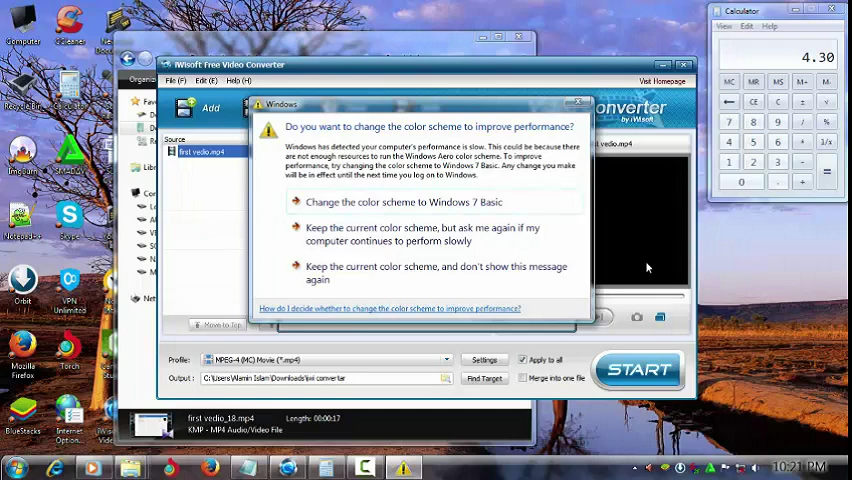 Computer
CCleaner
Recycle Bin
Calculator
ImgBurn
SMADAV
Notepad++
Skype
Orbit
VPN
Unlimited
Mozilla
Firefox
Torch
BlueStacks
Internet
Option...
Organiz
iWisoft Free Video Converter
File (F)
Edit (E)
Help (H)
Visit Homepage
Add
onverter
by iWisoft
Source
first vedio.mp4
Windows
Do you want to change the color scheme to improve performance?
Windows has detected your computer's performance is slow. This could be because
there are not enough resources to run the Windows Aero color scheme. To improve
performance, try changing the color scheme to Windows 7 Basic. Any change you make
will be in effect until the next time you log on to Windows.
Change the color scheme to Windows 7 Basic
Keep the current color scheme, but ask me again if my
computer continues to perform slowly
Keep the current color scheme, and don't show this message
again
How do I decide whether to change the color scheme to improve performance?
Move to Top
Profile:
MPEG-4 (MC) Movie (*.mp4)
Settings
Apply to all
Output :
C:\Users\Alamin Islam\Downloads\iwi convertar
Find Target
Merge into one file
START
first vedio_18.mp4
Length: 00:00:17
KMP - MP4 Audio/Video File
Calculator
View Edit Help
4.30
MC MR MS M+ M-
← CE C ± √
7 8 9 / %
4 5 6 * 1/x
1 2 3 - =
0 . +
10:21 PM